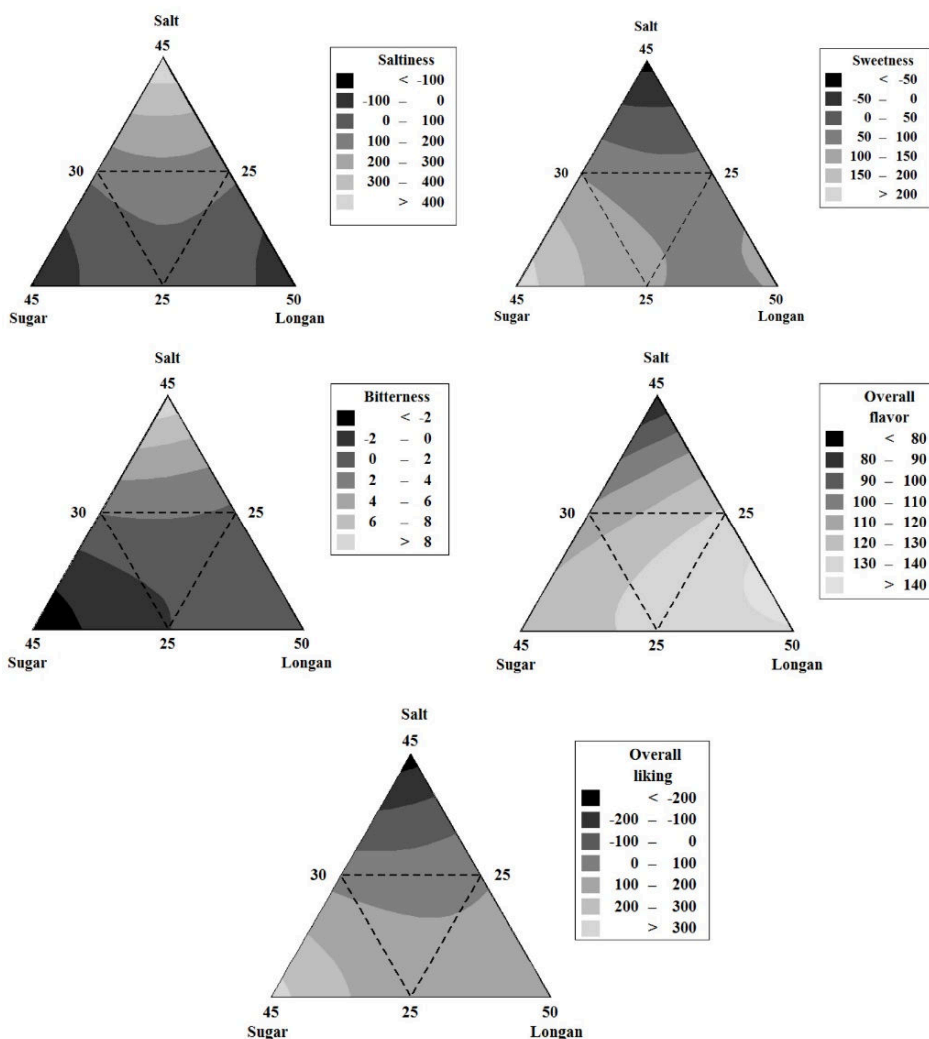 Salt
45
30
25
45
25
50
Sugar
Longan
Saltiness
< -100
-100 – 0
0 – 100
100 – 200
200 – 300
300 – 400
> 400
Salt
45
30
25
45
25
50
Sugar
Longan
Sweetness
< -50
-50 – 0
0 – 50
50 – 100
100 – 150
150 – 200
> 200
Salt
45
30
25
45
25
50
Sugar
Longan
Bitterness
< -2
-2 – 0
0 – 2
2 – 4
4 – 6
6 – 8
> 8
Salt
45
30
25
45
25
50
Sugar
Longan
Overall
flavor
< 80
80 – 90
90 – 100
100 – 110
110 – 120
120 – 130
130 – 140
> 140
Salt
45
30
25
45
25
50
Sugar
Longan
Overall
liking
< -200
-200 – -100
-100 – 0
0 – 100
100 – 200
200 – 300
> 300